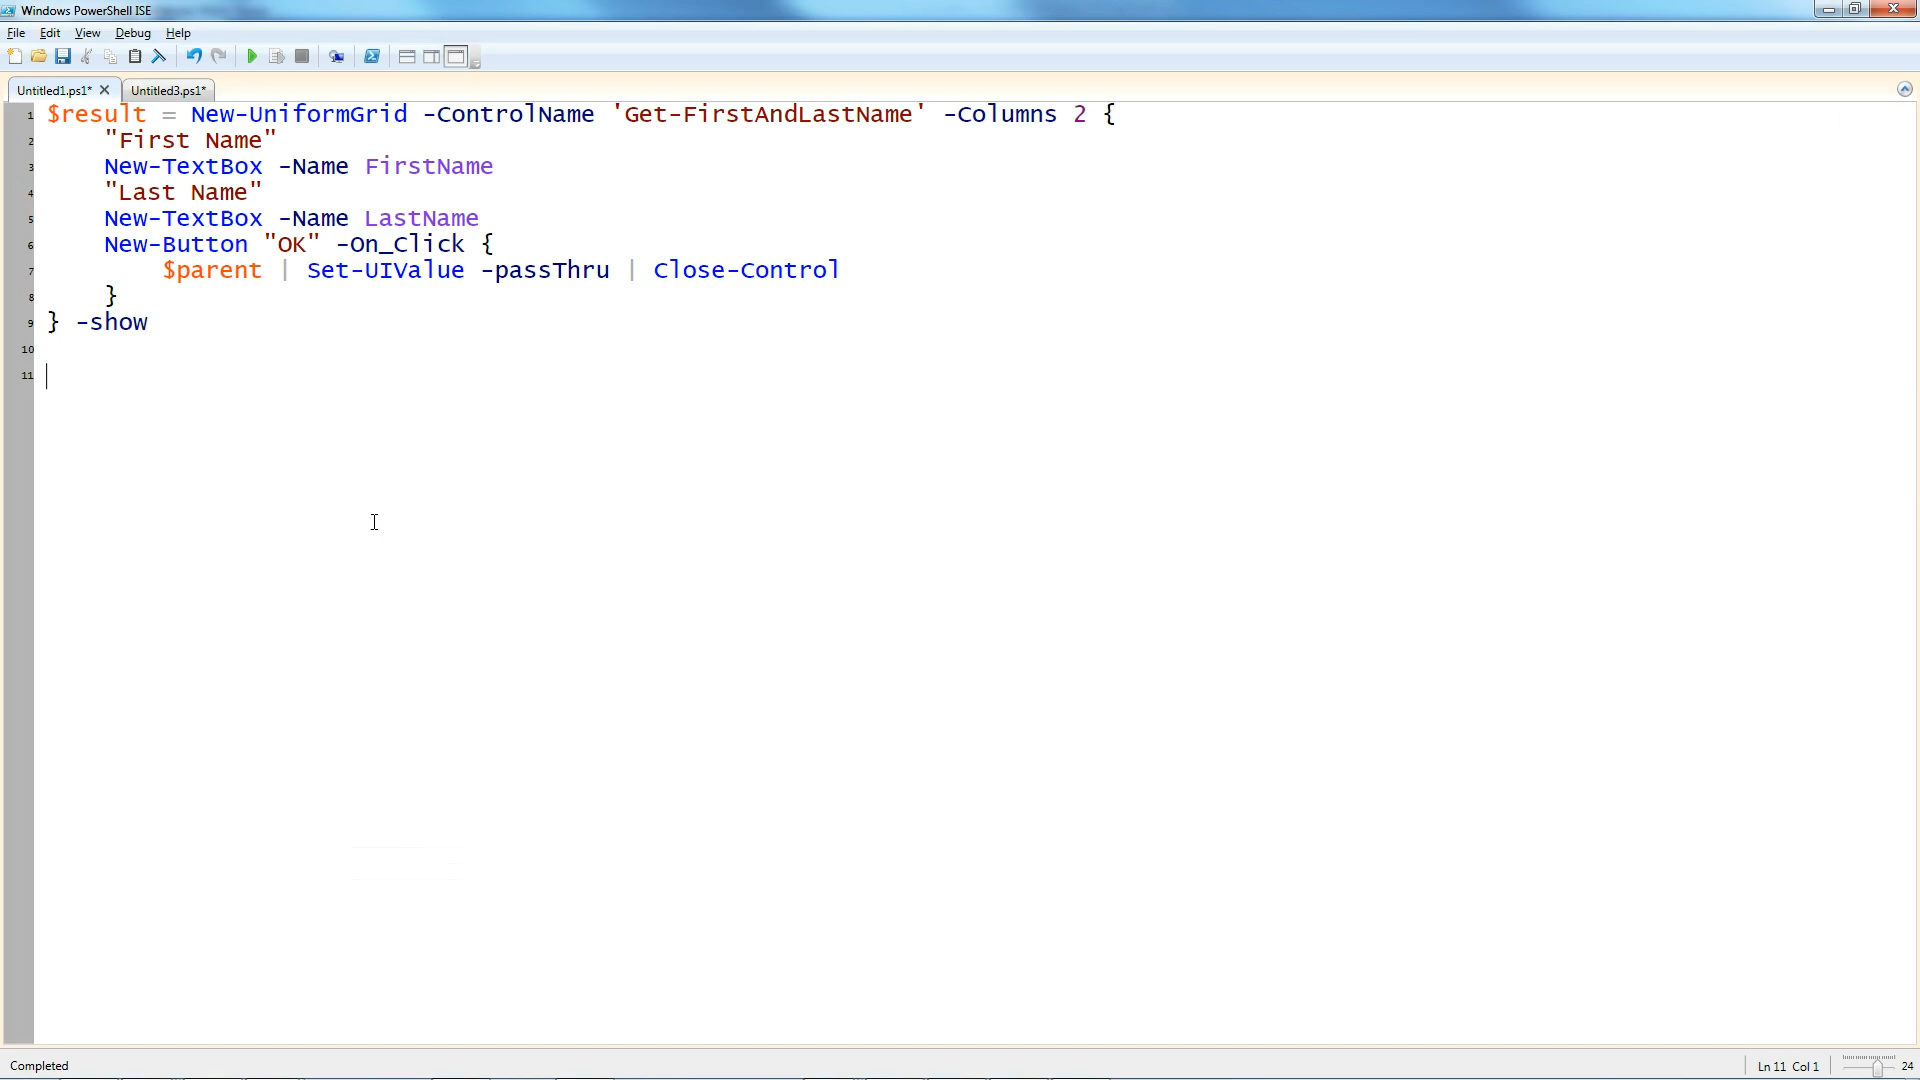 Windows PowerShell ISE
File Edit View Debug Help
Untitled1.ps1* Untitled3.ps1*
1 $result = New-UniformGrid -ControlName 'Get-FirstAndLastName' -Columns 2 {
2 "First Name"
3 New-TextBox -Name FirstName
4 "Last Name"
5 New-TextBox -Name LastName
6 New-Button "OK" -On_Click {
7 $parent | Set-UIValue -passThru | Close-Control
8 }
9 } -show
10
11
Completed Ln 11 Col 1 24